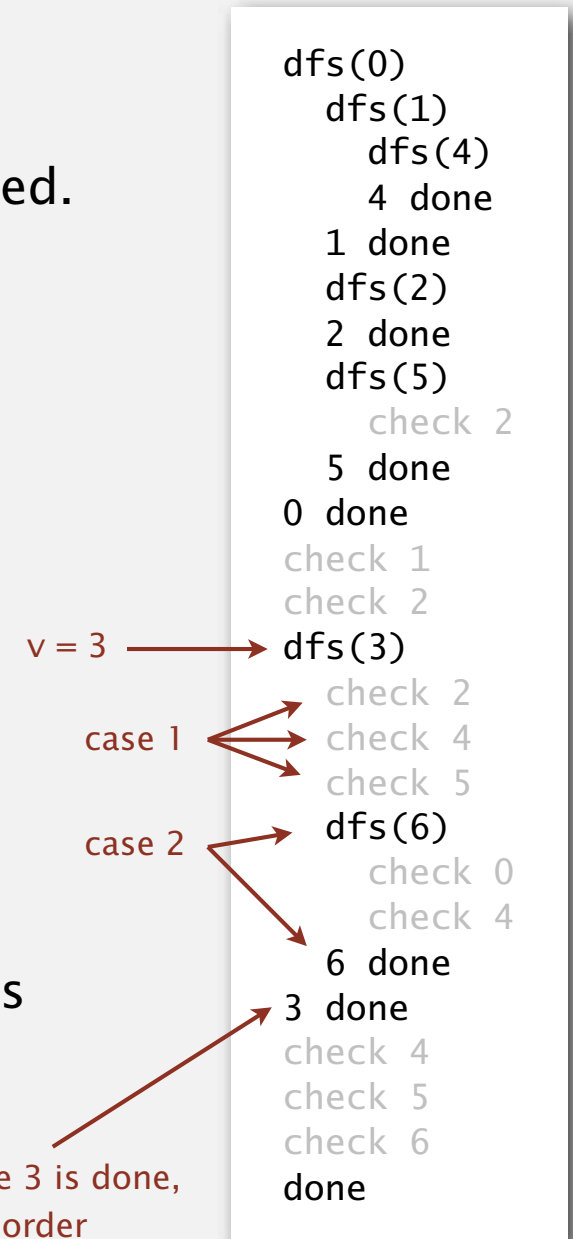 dfs(0)
dfs(1)
dfs(4)
ed.
4 done
1 done
dfs(2)
2 done
dfs(5)
check 2
5 done
0 done
check 1
check 2
v = 3
dfs(3)
check 2
case 1
check 4
check 5
dfs(6)
case 2
check 0
check 4
6 done
s
3 done
check 4
check 5
check 6
e 3 is done,
done
order